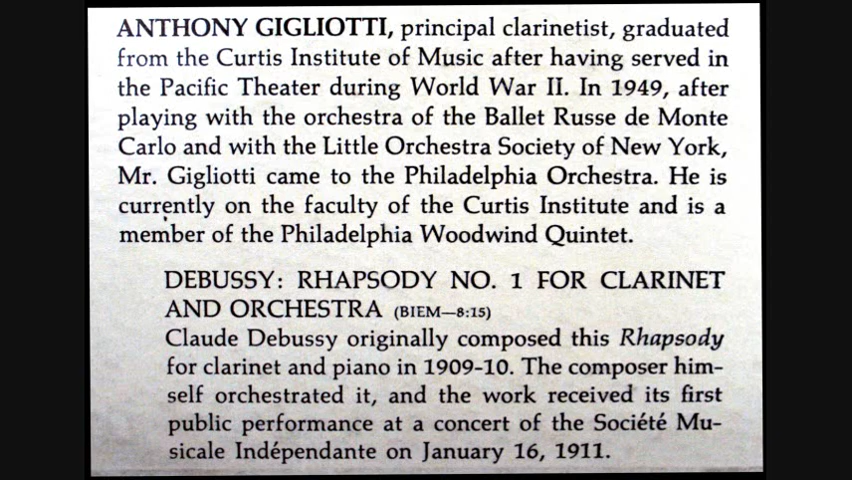 ANTHONY GIGLIOTTI, principal clarinetist, graduated
from the Curtis Institute of Music after having served in
the Pacific Theater during World War II. In 1949, after
playing with the orchestra of the Ballet Russe de Monte
Carlo and with the Little Orchestra Society of New York,
Mr. Gigliotti came to the Philadelphia Orchestra. He is
currently on the faculty of the Curtis Institute and is a
member of the Philadelphia Woodwind Quintet.
DEBUSSY: RHAPSODY NO. 1 FOR CLARINET
AND ORCHESTRA (BIEM—8:15)
Claude Debussy originally composed this Rhapsody
for clarinet and piano in 1909-10. The composer him-
self orchestrated it, and the work received its first
public performance at a concert of the Société Mu-
sicale Indépendante on January 16, 1911.